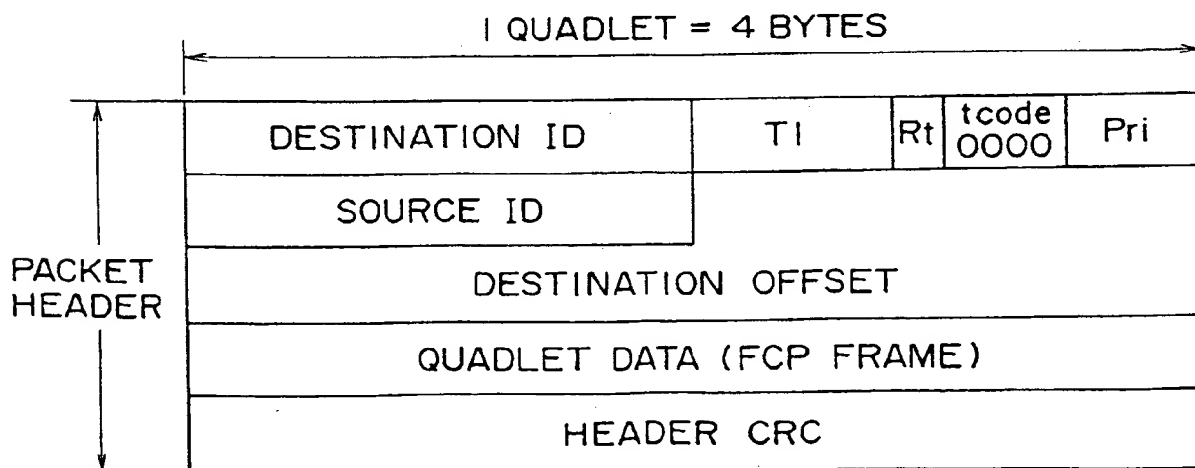 1 QUADLET = 4 BYTES
DESTINATION ID
Tl
Rt
tcode
0000
Pri
SOURCE ID
PACKET
HEADER
DESTINATION OFFSET
QUADLET DATA (FCP FRAME)
HEADER CRC